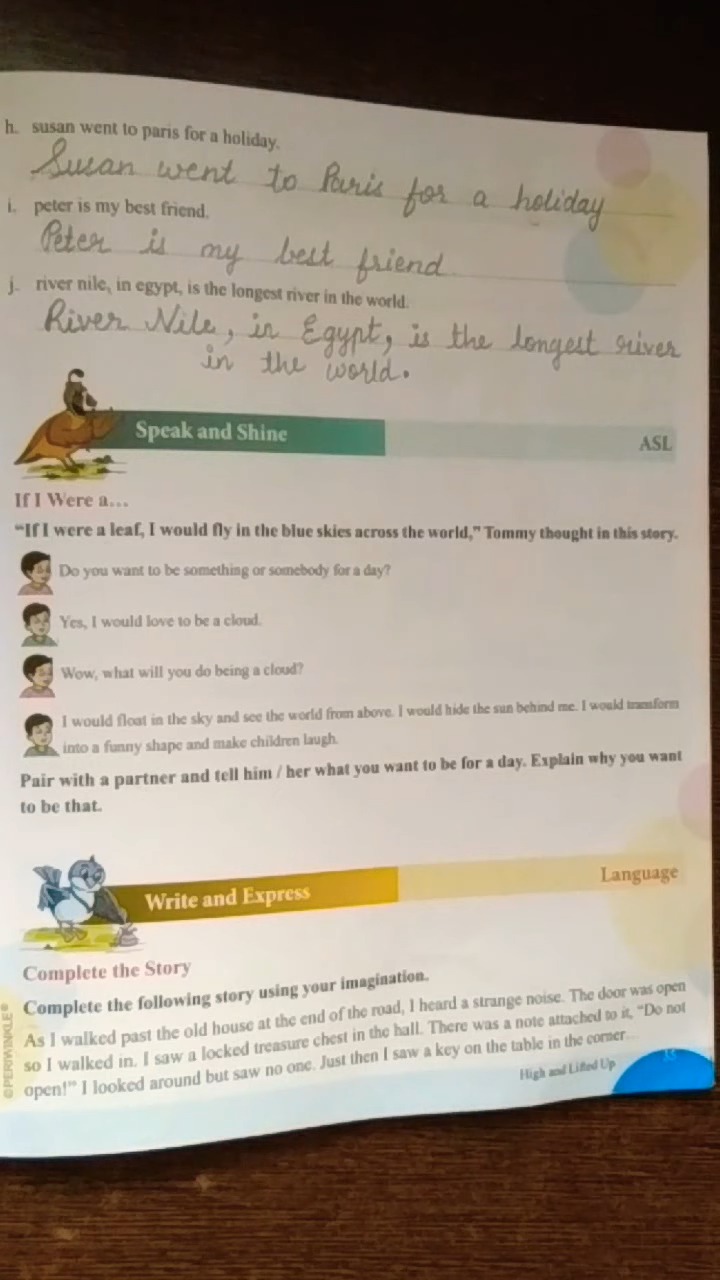 h. susan went to paris for a holiday.
Susan went to Paris for a holiday
i. peter is my best friend.
Peter is my best friend
j. river nile, in egypt, is the longest river in the world.
River Nile, in Egypt, is the longest river
in the world.
Speak and Shine
ASL
If I Were a...
"If I were a leaf, I would fly in the blue skies across the world," Tommy thought in this story.
Do you want to be something or somebody for a day?
Yes, I would love to be a cloud.
Wow, what will you do being a cloud?
I would float in the sky and see the world from above. I would hide the sun behind me. I would transform
into a funny shape and make children laugh.
Pair with a partner and tell him / her what you want to be for a day. Explain why you want
to be that.
Write and Express
Language
Complete the Story
Complete the following story using your imagination.
As I walked past the old house at the end of the road, I heard a strange noise. The door was open
so I walked in. I saw a locked treasure chest in the hall. There was a note attached to it, "Do not
open!" I looked around but saw no one. Just then I saw a key on the table in the corner...
©PERIWINKLE®
High and Lifted Up
35